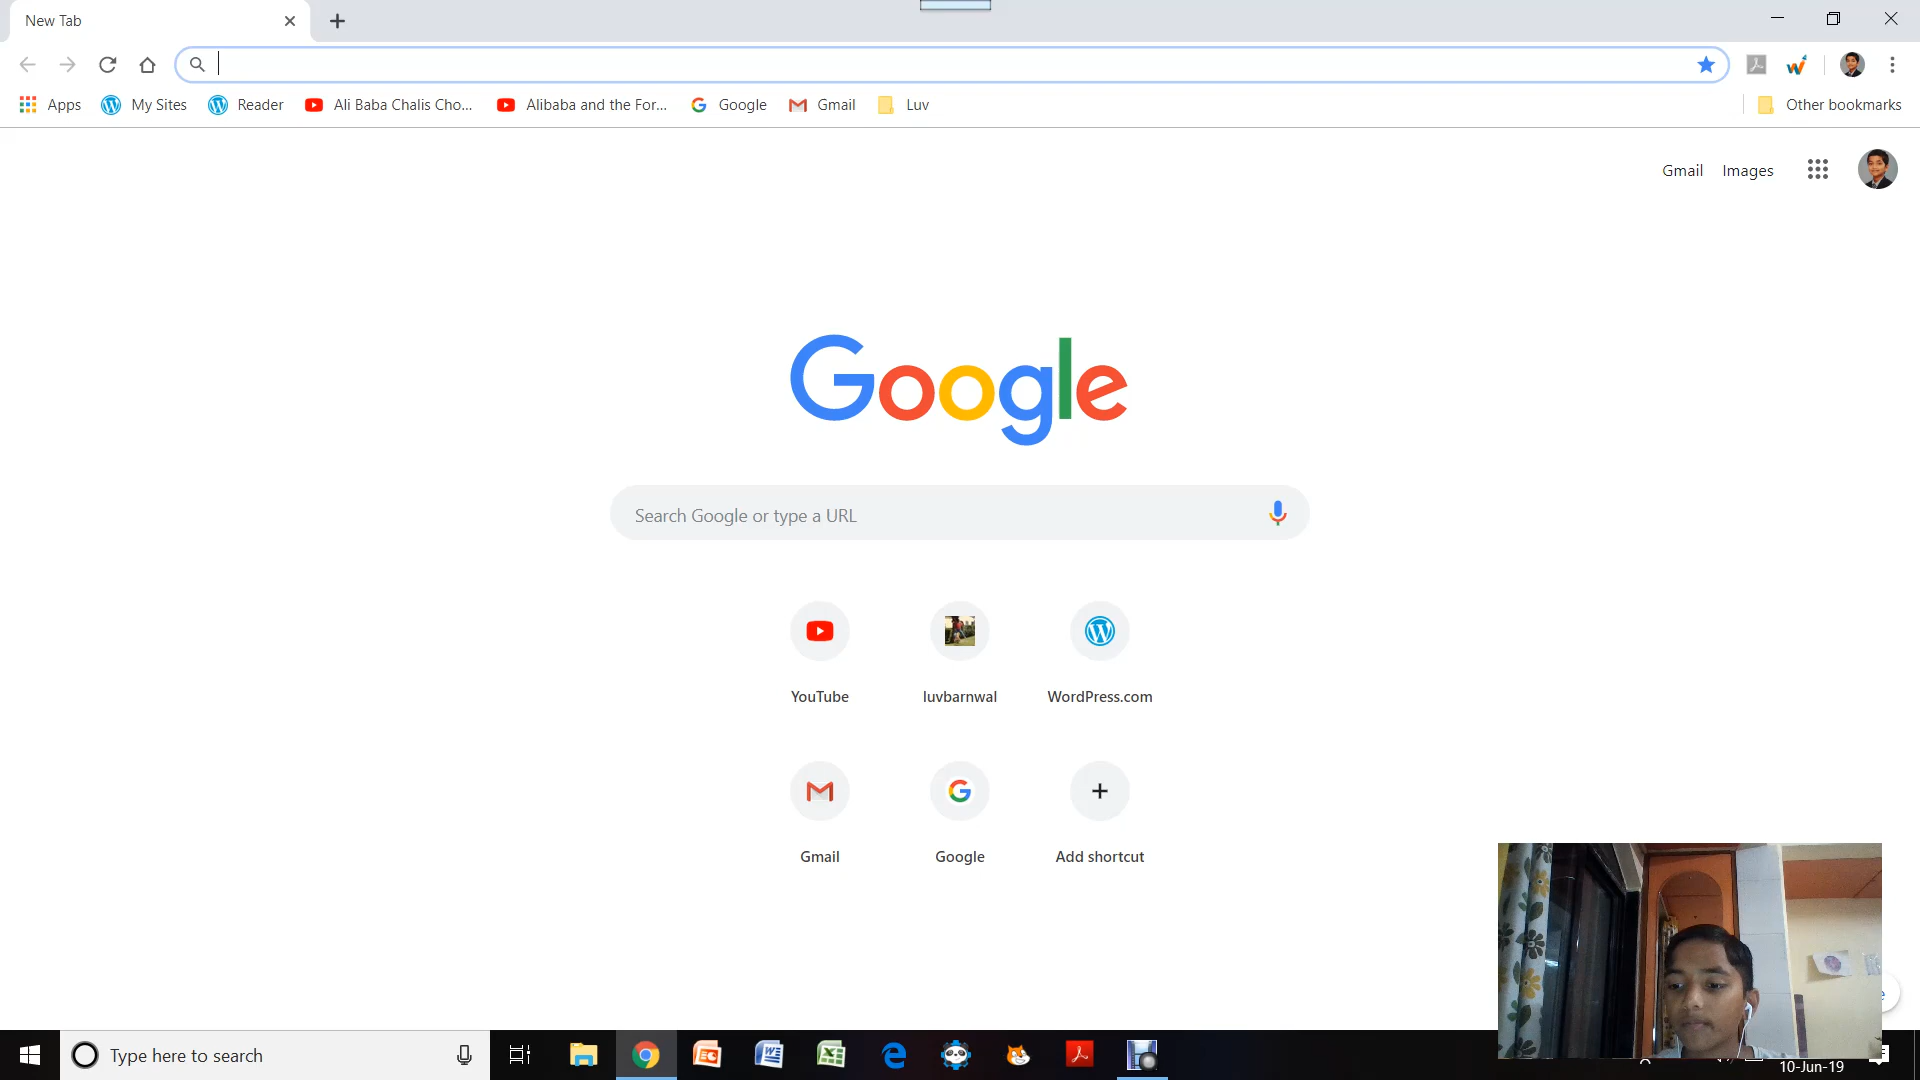 New Tab
Apps My Sites Reader Ali Baba Chalis Cho... Alibaba and the For... Google Gmail Luv Other bookmarks
Gmail Images
Google
Search Google or type a URL
YouTube luvbarnwal WordPress.com
Gmail Google Add shortcut
Type here to search
10-Jun-19